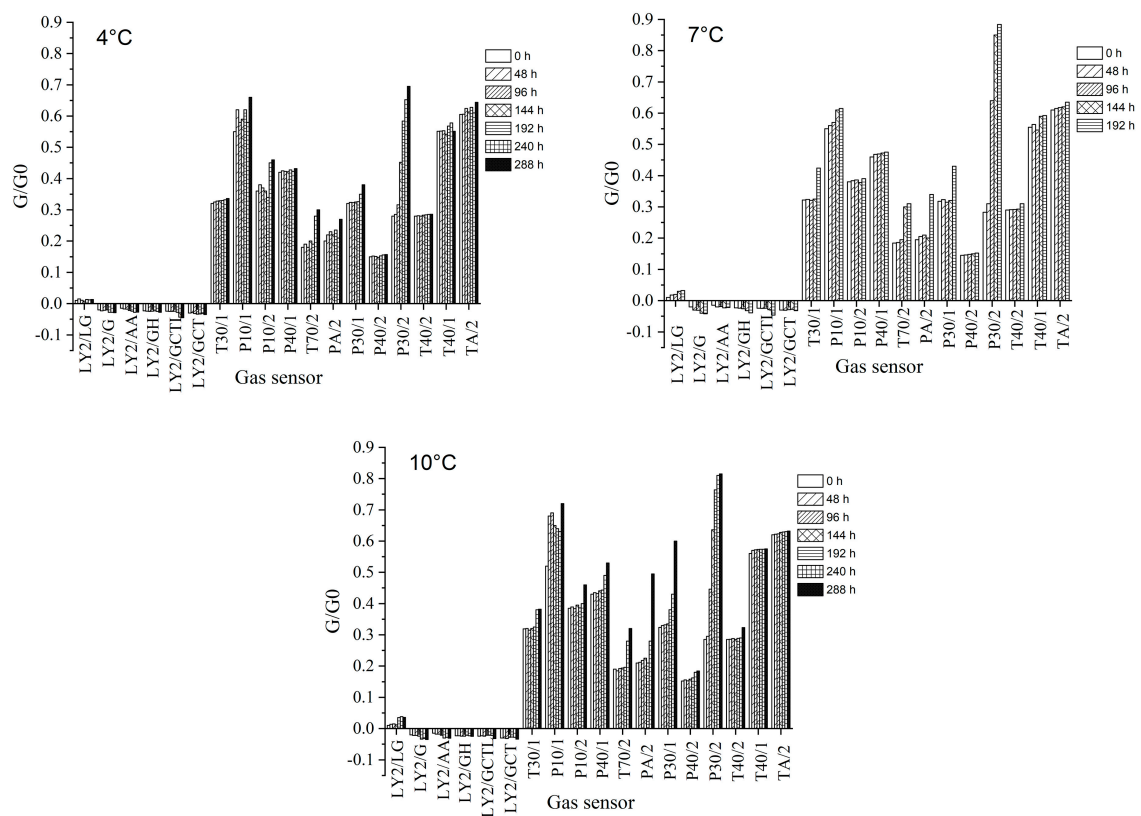 4°C
0.9
0.8
0.7
0.6
0.5
0.4
0.3
0.2
0.1
0.0
-0.1
G/G0
0 h
48 h
96 h
144 h
192 h
240 h
288 h
LY2/LG
LY2/G
LY2/AA
LY2/GH
LY2/GCTL
LY2/GCT
T30/1
P10/1
P10/2
P40/1
T70/2
PA/2
P30/1
P40/2
P30/2
T40/2
T40/1
TA/2
Gas sensor
7°C
0.9
0.8
0.7
0.6
0.5
0.4
0.3
0.2
0.1
0.0
-0.1
G/G0
0 h
48 h
96 h
144 h
192 h
LY2/LG
LY2/G
LY2/AA
LY2/GH
LY2/GCTL
LY2/GCT
T30/1
P10/1
P10/2
P40/1
T70/2
PA/2
P30/1
P40/2
P30/2
T40/2
T40/1
TA/2
Gas sensor
10°C
0.9
0.8
0.7
0.6
0.5
0.4
0.3
0.2
0.1
0.0
-0.1
G/G0
0 h
48 h
96 h
144 h
192 h
240 h
288 h
LY2/LG
LY2/G
LY2/AA
LY2/GH
LY2/GCTL
LY2/GCT
T30/1
P10/1
P10/2
P40/1
T70/2
PA/2
P30/1
P40/2
P30/2
T40/2
T40/1
TA/2
Gas sensor